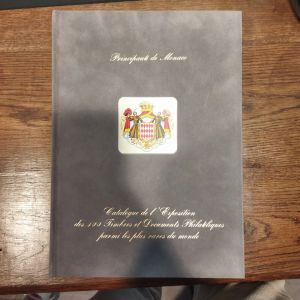 Principauté de Monaco
Catalogue de l'Exposition
des 100 Timbres et Documents Philatéliques
parmi les plus rares du monde